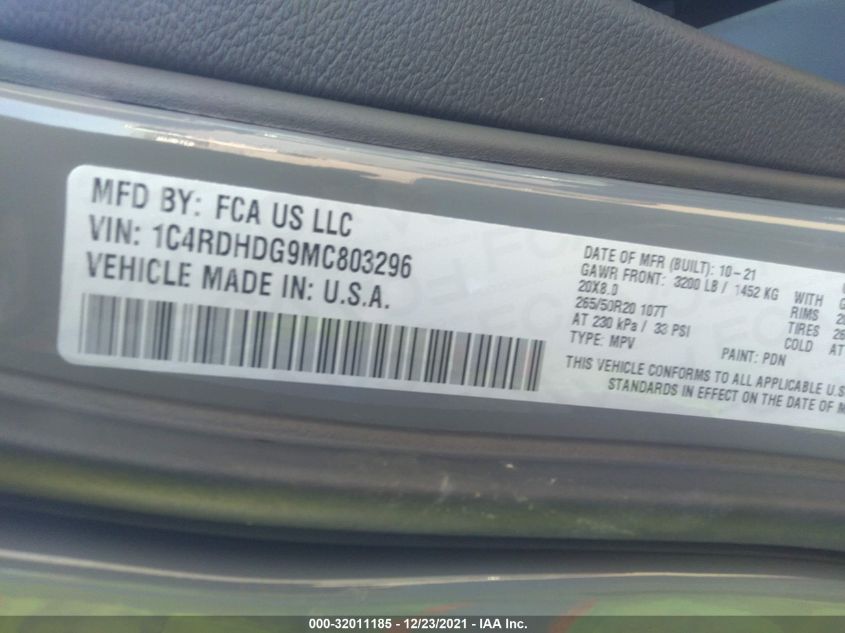 MFD BY: FCA US LLC
VIN: 1C4RDHDG9MC803296
VEHICLE MADE IN: U.S.A.
DATE OF MFR (BUILT): 10-21
GAWR FRONT: 3200 LB / 1452 KG WITH
20X8.0 RIMS
265/50R20 107T TIRES
AT 230 kPa / 33 PSI COLD AT
TYPE: MPV PAINT: PDN
THIS VEHICLE CONFORMS TO ALL APPLICABLE U.S
STANDARDS IN EFFECT ON THE DATE OF M
000-32011185 - 12/23/2021 - IAA Inc.